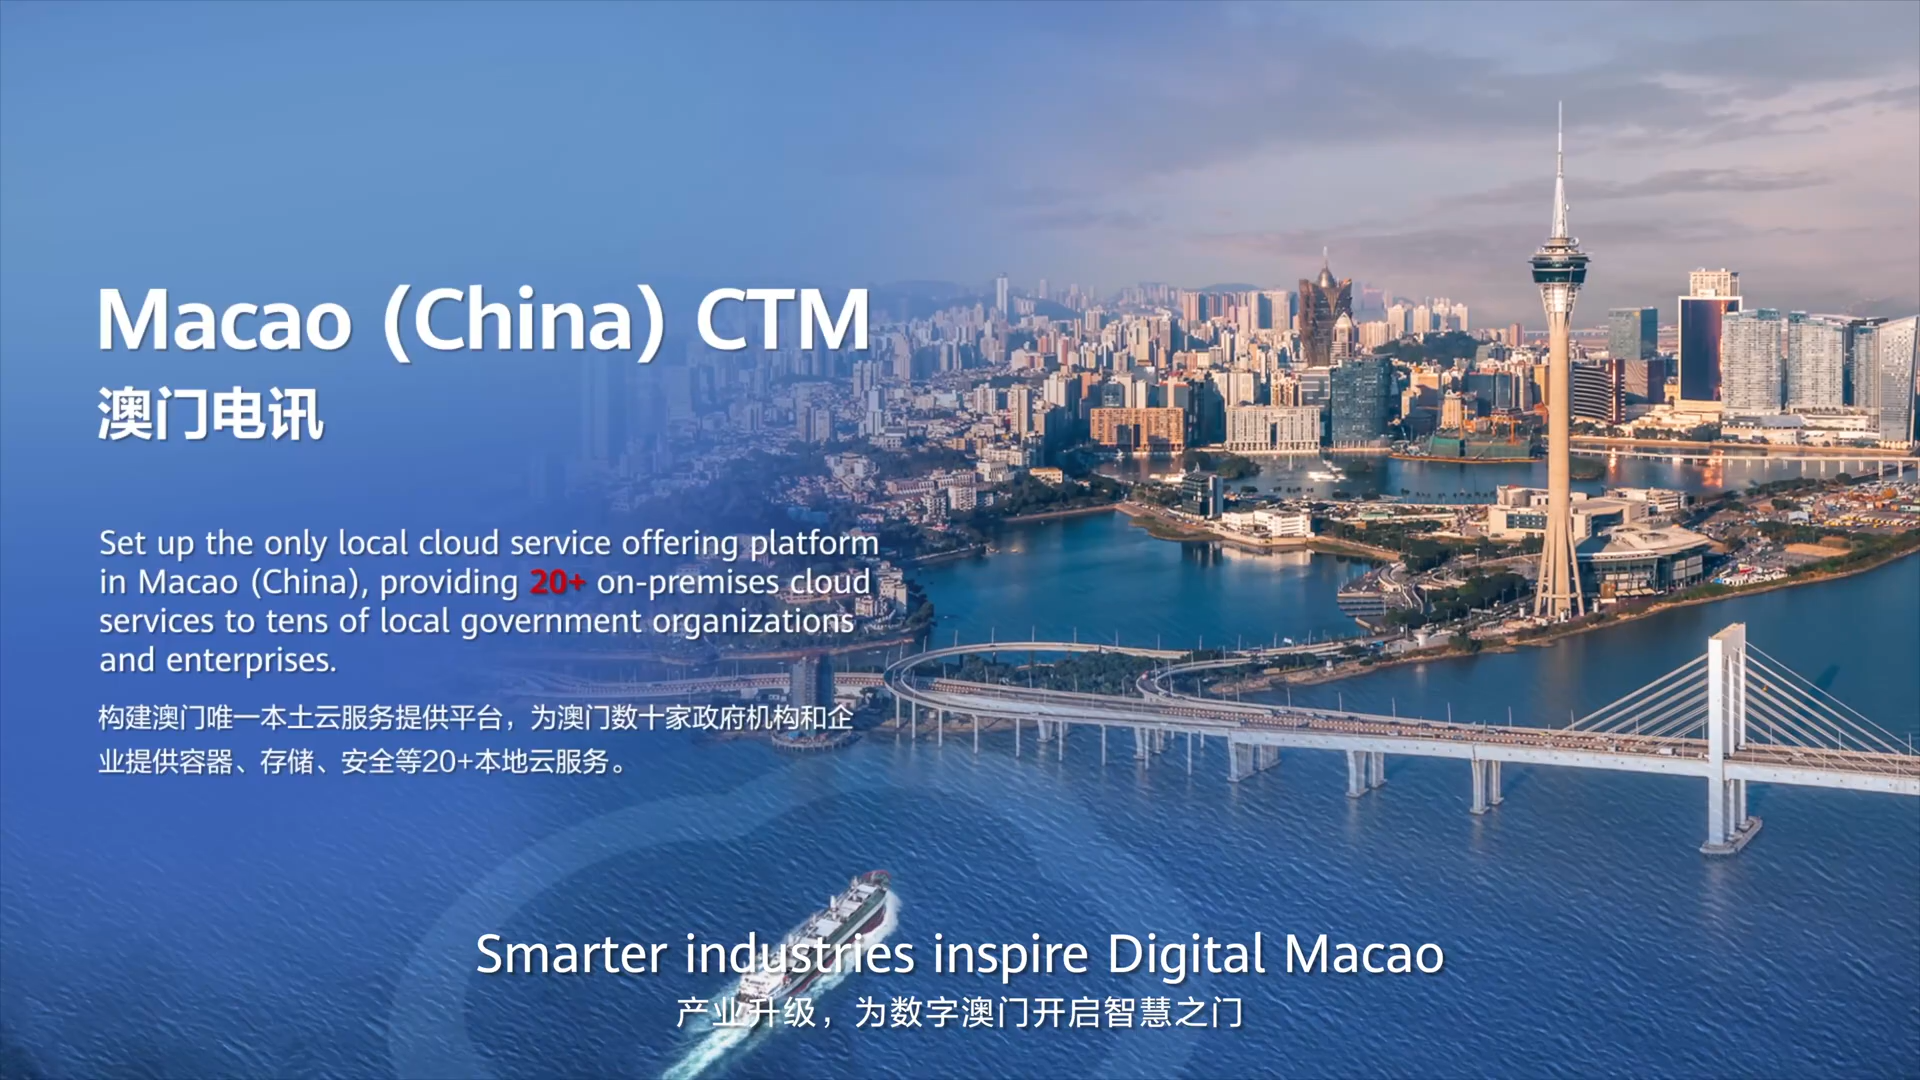 Macao (China) CTM
澳门电讯
Set up the only local cloud service offering platform
in Macao (China), providing 20+ on-premises cloud
services to tens of local government organizations
and enterprises.
构建澳门唯一本土云服务提供平台，为澳门数十家政府机构和企
业提供容器、存储、安全等20+本地云服务。
Smarter industries inspire Digital Macao
产业升级，为数字澳门开启智慧之门